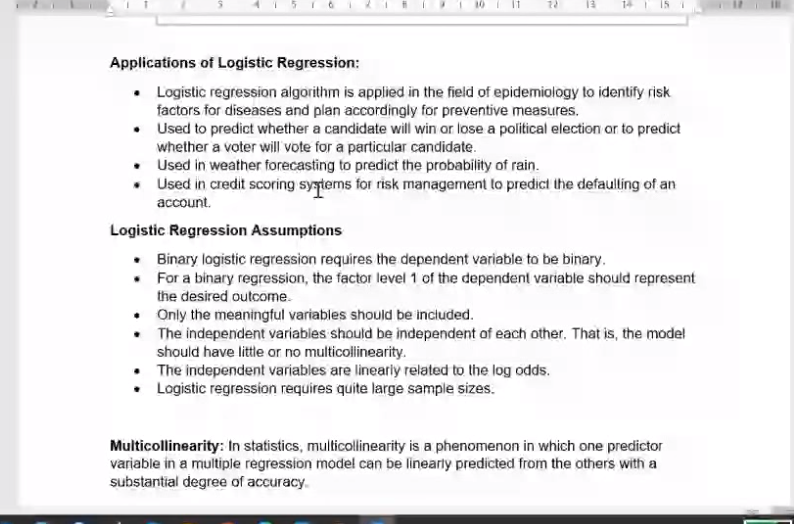 Applications of Logistic Regression:
• Logistic regression algorithm is applied in the field of epidemiology to identify risk
factors for diseases and plan accordingly for preventive measures.
• Used to predict whether a candidate will win or lose a political election or to predict
whether a voter will vote for a particular candidate.
• Used in weather forecasting to predict the probability of rain.
• Used in credit scoring systems for risk management to predict the defaulting of an
account.
Logistic Regression Assumptions
• Binary logistic regression requires the dependent variable to be binary.
• For a binary regression, the factor level 1 of the dependent variable should represent
the desired outcome.
• Only the meaningful variables should be included.
• The independent variables should be independent of each other. That is, the model
should have little or no multicollinearity.
• The independent variables are linearly related to the log odds.
• Logistic regression requires quite large sample sizes.
Multicollinearity: In statistics, multicollinearity is a phenomenon in which one predictor
variable in a multiple regression model can be linearly predicted from the others with a
substantial degree of accuracy.